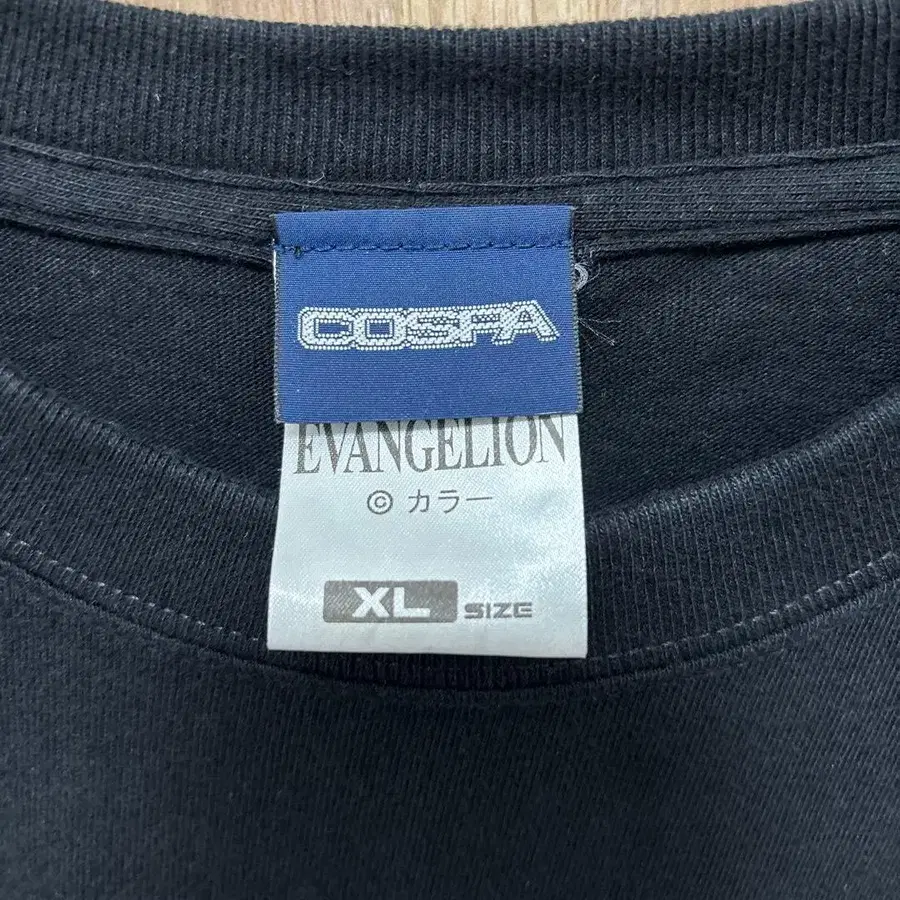 COSPA
EVANGELION
© カラー
XL SIZE